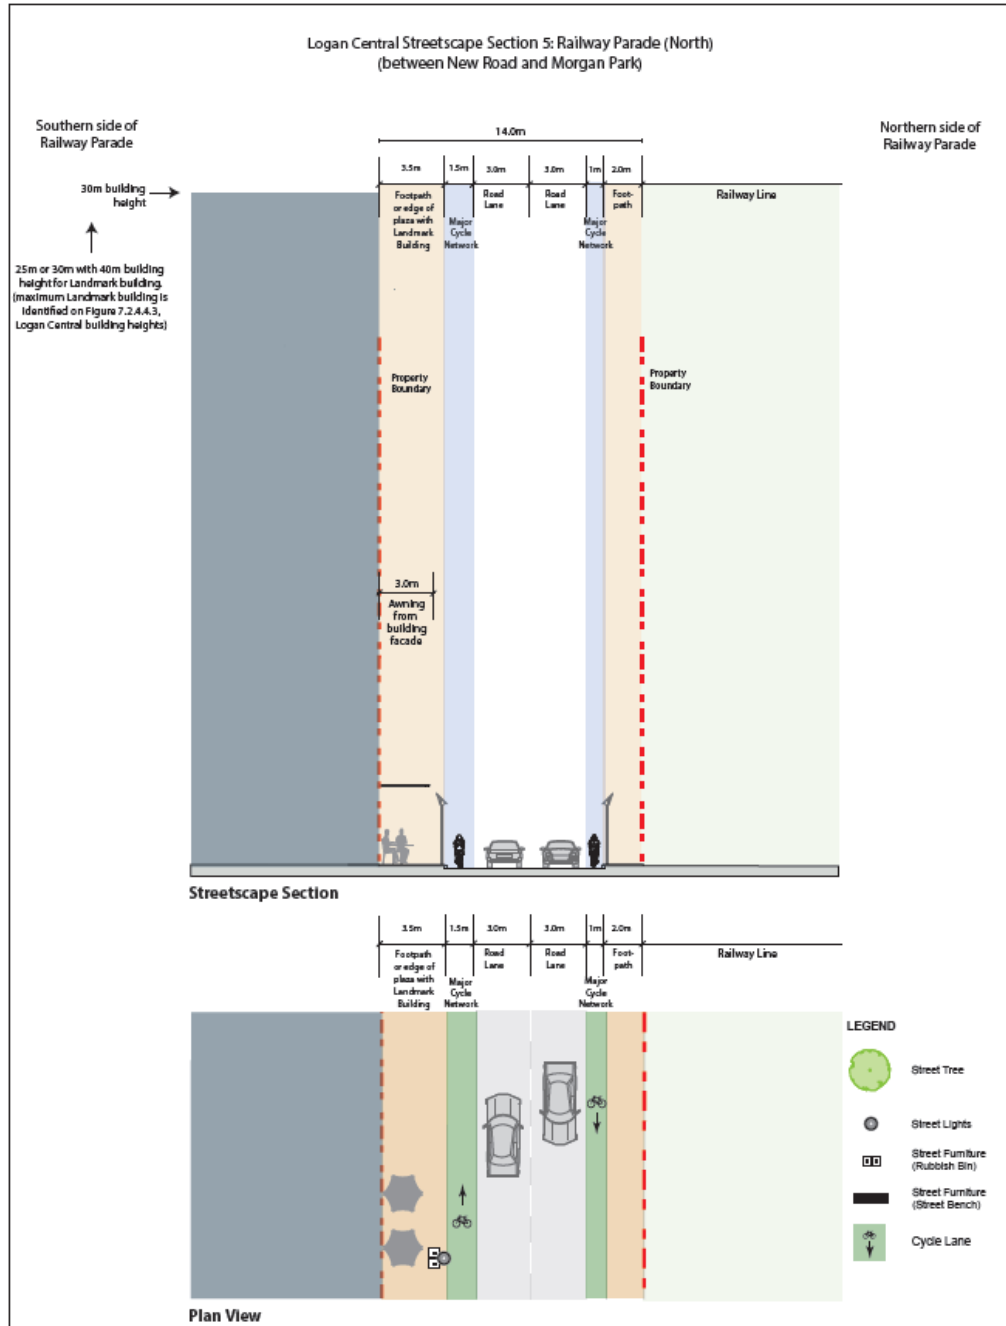 Logan Central Streetscape Section 5: Railway Parade (North)
(between New Road and Morgan Park)
Southern side of
Railway Parade
Northern side of
Railway Parade
14.0m
3.5m
1.5m
3.0m
3.0m
1m
2.0m
30m building
height
Footpath
or edge of
plaza with
Landmark
Building
Major
Cycle
Network
Road
Lane
Road
Lane
Major
Cycle
Network
Foot-
path
Railway Line
25m or 30m with 40m building
height for Landmark building.
(maximum Landmark building is
identified on Figure 7.2.4.4.3,
Logan Central building heights)
Property
Boundary
Property
Boundary
3.0m
Awning
from
building
facade
Streetscape Section
3.5m
1.5m
3.0m
3.0m
1m
2.0m
Footpath
or edge of
plaza with
Landmark
Building
Major
Cycle
Network
Road
Lane
Road
Lane
Major
Cycle
Network
Foot-
path
Railway Line
LEGEND
Street Tree
Street Lights
Street Furniture
(Rubbish Bin)
Street Furniture
(Street Bench)
Cycle Lane
Plan View